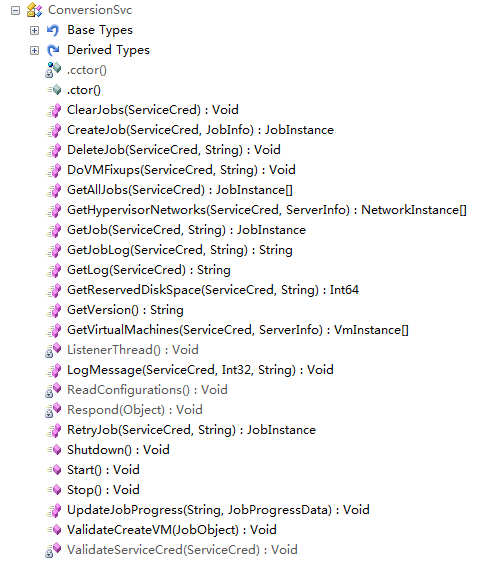 ConversionSvc
Base Types
Derived Types
.cctor()
.ctor()
ClearJobs(ServiceCred) : Void
CreateJob(ServiceCred, JobInfo) : JobInstance
DeleteJob(ServiceCred, String) : Void
DoVMFixups(ServiceCred, String) : Void
GetAllJobs(ServiceCred) : JobInstance[]
GetHypervisorNetworks(ServiceCred, ServerInfo) : NetworkInstance[]
GetJob(ServiceCred, String) : JobInstance
GetJobLog(ServiceCred, String) : String
GetLog(ServiceCred) : String
GetReservedDiskSpace(ServiceCred, String) : Int64
GetVersion() : String
GetVirtualMachines(ServiceCred, ServerInfo) : VmInstance[]
ListenerThread() : Void
LogMessage(ServiceCred, Int32, String) : Void
ReadConfigurations() : Void
Respond(Object) : Void
RetryJob(ServiceCred, String) : JobInstance
Shutdown() : Void
Start() : Void
Stop() : Void
UpdateJobProgress(String, JobProgressData) : Void
ValidateCreateVM(JobObject) : Void
ValidateServiceCred(ServiceCred) : Void